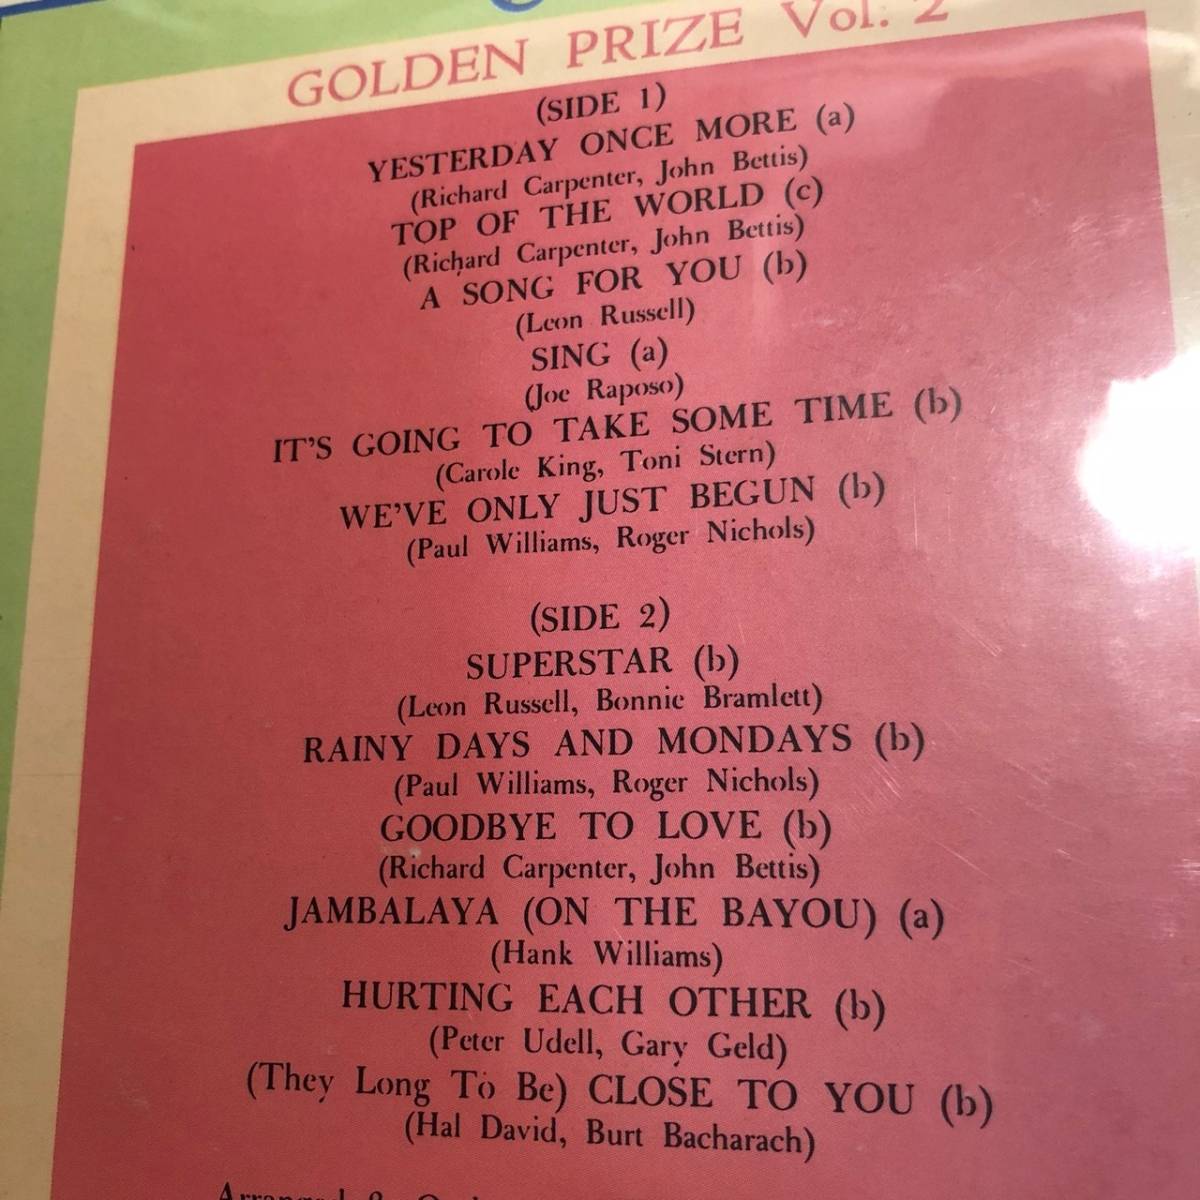 GOLDEN PRIZE Vol. 2
(SIDE 1)
YESTERDAY ONCE MORE (a)
(Richard Carpenter, John Bettis)
TOP OF THE WORLD (c)
(Richard Carpenter, John Bettis)
A SONG FOR YOU (b)
(Leon Russell)
SING (a)
(Joe Raposo)
IT'S GOING TO TAKE SOME TIME (b)
(Carole King, Toni Stern)
WE'VE ONLY JUST BEGUN (b)
(Paul Williams, Roger Nichols)
(SIDE 2)
SUPERSTAR (b)
(Leon Russell, Bonnie Bramlett)
RAINY DAYS AND MONDAYS (b)
(Paul Williams, Roger Nichols)
GOODBYE TO LOVE (b)
(Richard Carpenter, John Bettis)
JAMBALAYA (ON THE BAYOU) (a)
(Hank Williams)
HURTING EACH OTHER (b)
(Peter Udell, Gary Geld)
(They Long To Be) CLOSE TO YOU (b)
(Hal David, Burt Bacharach)